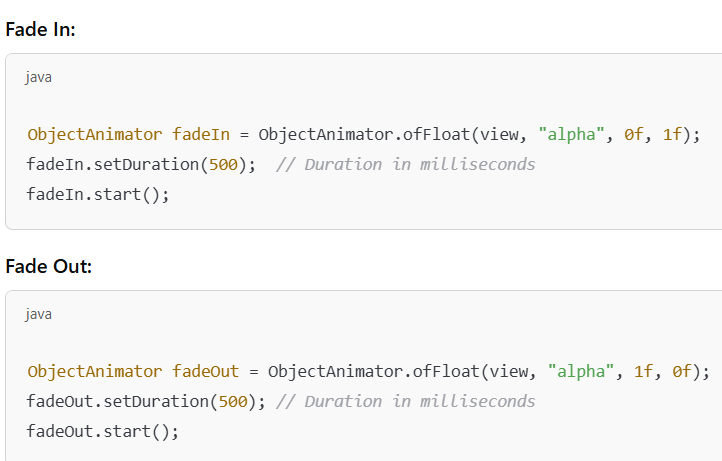 Fade In:
java
ObjectAnimator fadeIn = ObjectAnimator.ofFloat(view, "alpha", 0f, 1f);
fadeIn.setDuration(500);  // Duration in milliseconds
fadeIn.start();
Fade Out:
java
ObjectAnimator fadeOut = ObjectAnimator.ofFloat(view, "alpha", 1f, 0f);
fadeOut.setDuration(500); // Duration in milliseconds
fadeOut.start();